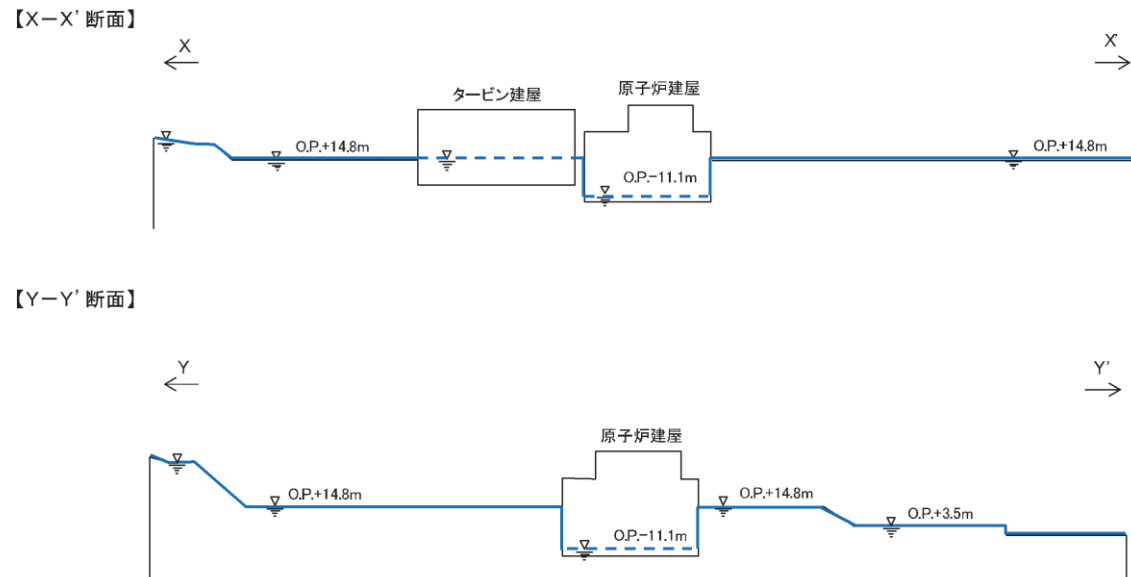 【X－X' 断面】
X
X'
原子炉建屋
タービン建屋
O.P.+14.8m
O.P.+14.8m
O.P.−11.1m
【Y－Y' 断面】
Y
Y'
原子炉建屋
O.P.+14.8m
O.P.+14.8m
O.P.+3.5m
O.P.−11.1m